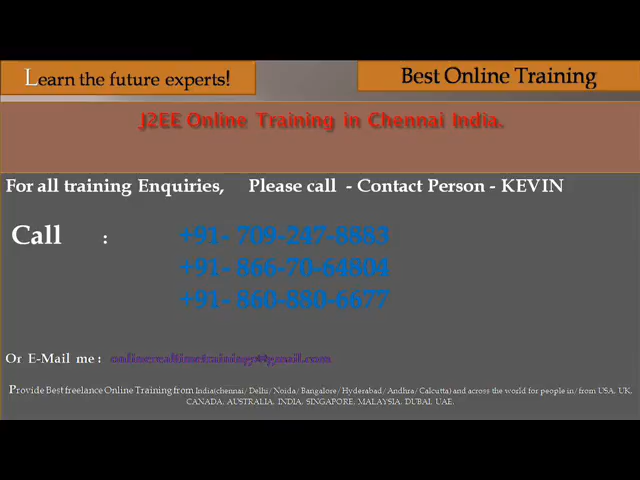 Learn the future experts!
Best Online Training
J2EE Online Training in Chennai India.
For all training Enquiries, Please call - Contact Person - KEVIN
Call : +91- 709-247-8883
+91- 866-70-64804
+91- 860-880-6677
Or E-Mail me :
Provide Best freelance Online Training from India(chennai/ Delhi/ Noida/ Bangalore/ Hyderabad/ Andhra/ Calcutta) and across the world for people in/from USA, UK,
CANADA, AUSTRALIA, INDIA, SINGAPORE, MALAYSIA, DUBAI, UAE.